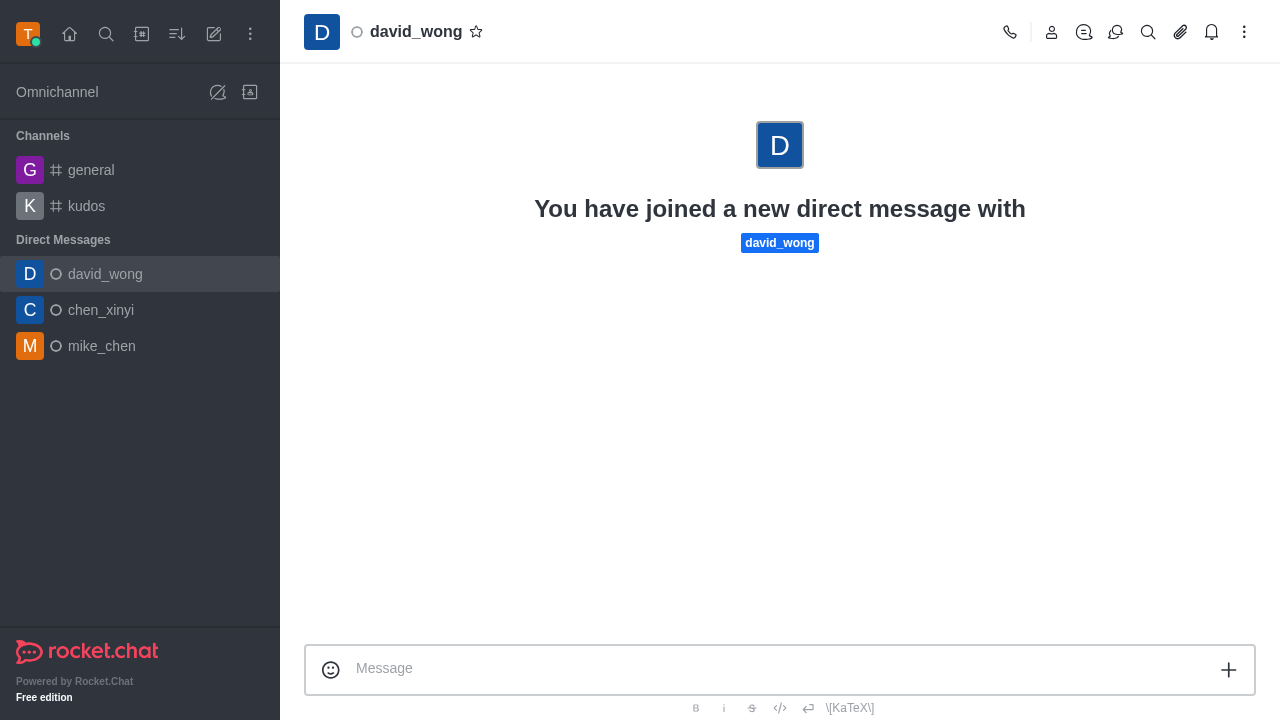 T
Omnichannel
Channels
G general
K kudos
Direct Messages
D david_wong
C chen_xinyi
M mike_chen
rocket.chat
Powered by Rocket.Chat
Free edition
D david_wong
D
You have joined a new direct message with
david_wong
Message
B i S \[KaTeX\]